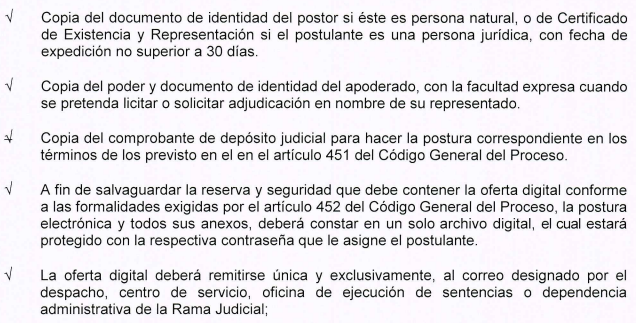 √ Copia del documento de identidad del postor si éste es persona natural, o de Certificado
de Existencia y Representación si el postulante es una persona jurídica, con fecha de
expedición no superior a 30 días.
√ Copia del poder y documento de identidad del apoderado, con la facultad expresa cuando
se pretenda licitar o solicitar adjudicación en nombre de su representado.
√ Copia del comprobante de depósito judicial para hacer la postura correspondiente en los
términos de los previsto en el en el artículo 451 del Código General del Proceso.
√ A fin de salvaguardar la reserva y seguridad que debe contener la oferta digital conforme
a las formalidades exigidas por el artículo 452 del Código General del Proceso, la postura
electrónica y todos sus anexos, deberá constar en un solo archivo digital, el cual estará
protegido con la respectiva contraseña que le asigne el postulante.
√ La oferta digital deberá remitirse única y exclusivamente, al correo designado por el
despacho, centro de servicio, oficina de ejecución de sentencias o dependencia
administrativa de la Rama Judicial;